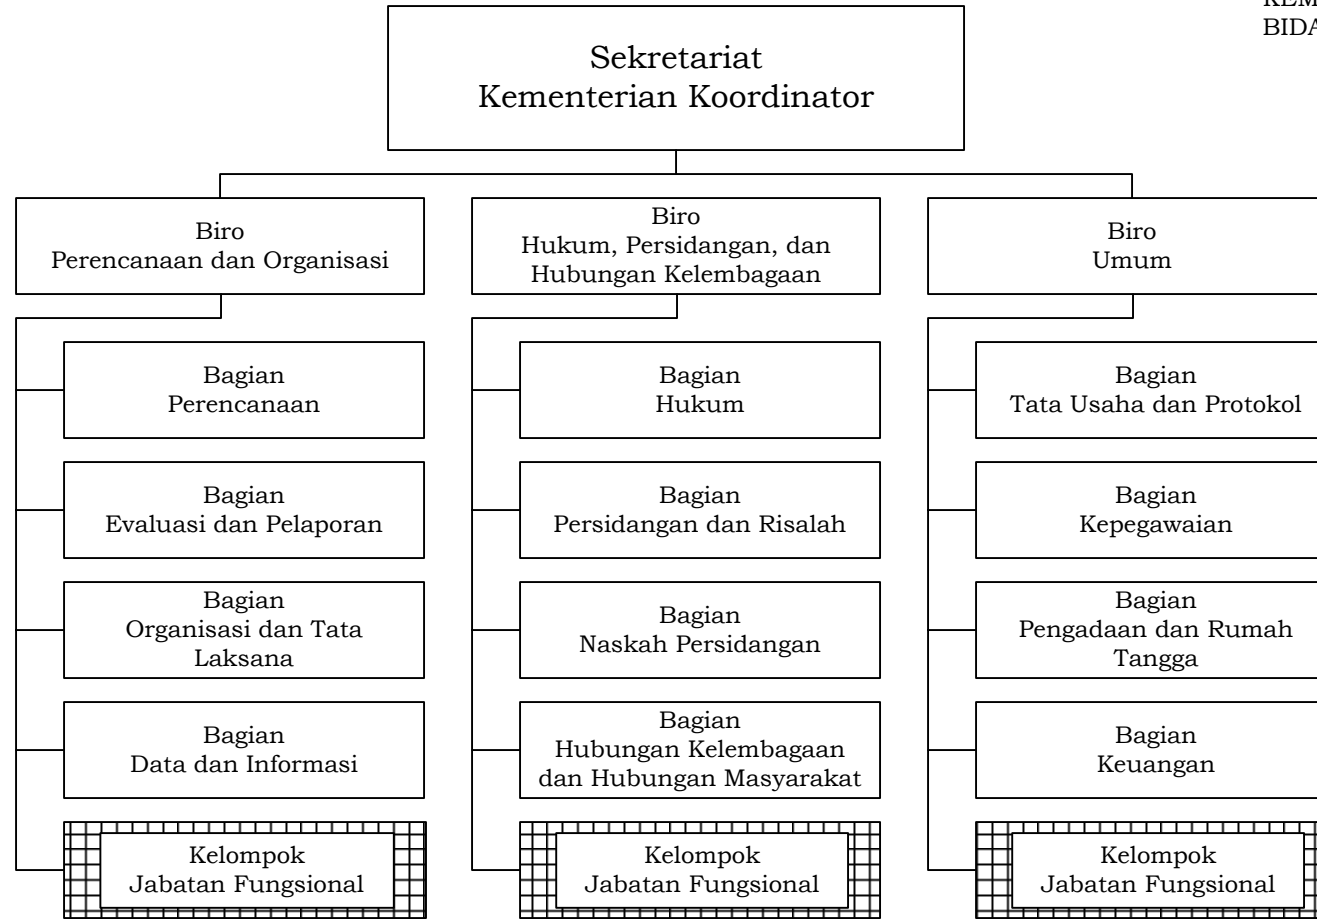 BIDA
Sekretariat
Kementerian Koordinator
Biro
Perencanaan dan Organisasi
Biro
Hukum, Persidangan, dan
Hubungan Kelembagaan
Biro
Umum
Bagian
Perencanaan
Bagian
Evaluasi dan Pelaporan
Bagian
Organisasi dan Tata
Laksana
Bagian
Data dan Informasi
Kelompok
Jabatan Fungsional
Bagian
Hukum
Bagian
Persidangan dan Risalah
Bagian
Naskah Persidangan
Bagian
Hubungan Kelembagaan
dan Hubungan Masyarakat
Kelompok
Jabatan Fungsional
Bagian
Tata Usaha dan Protokol
Bagian
Kepegawaian
Bagian
Pengadaan dan Rumah
Tangga
Bagian
Keuangan
Kelompok
Jabatan Fungsional